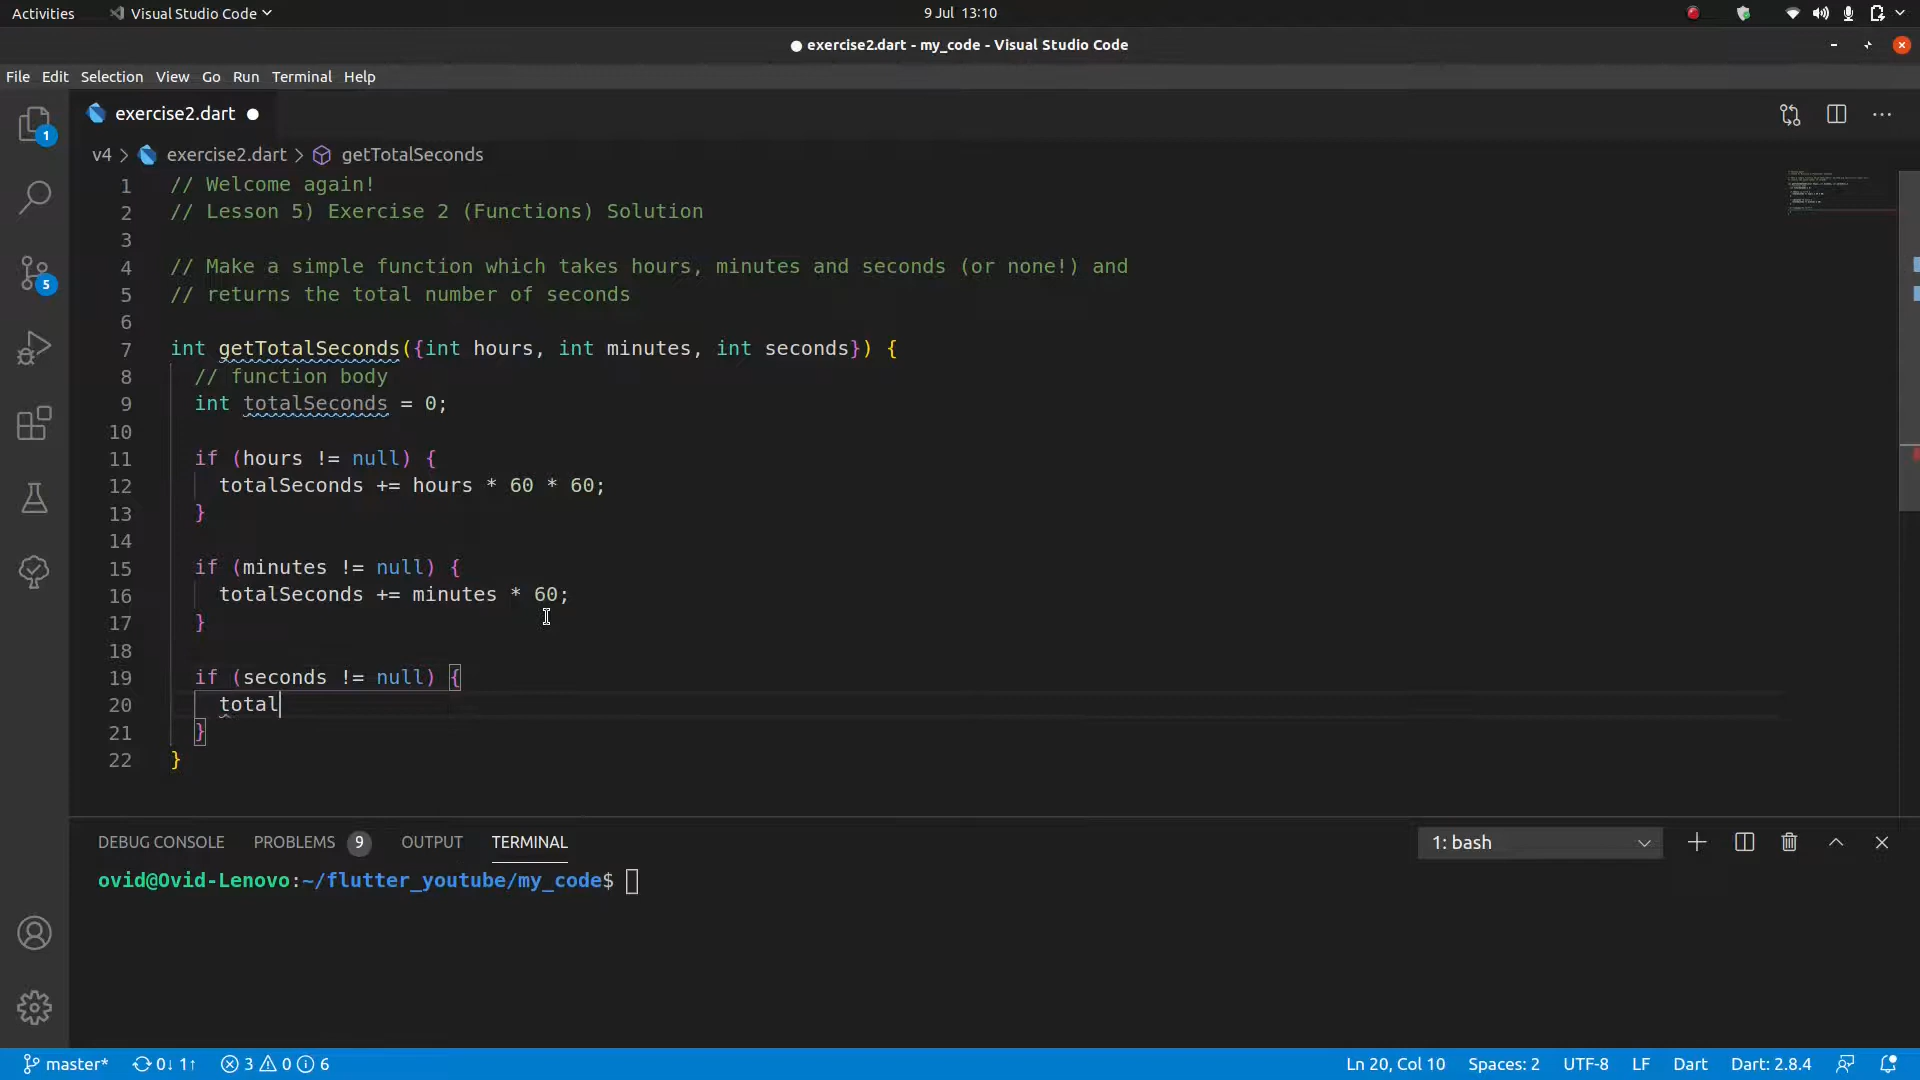 Activities Visual Studio Code 9 Jul 13:10
exercise2.dart - my_code - Visual Studio Code
File Edit Selection View Go Run Terminal Help
exercise2.dart
v4 > exercise2.dart > getTotalSeconds
1 // Welcome again!
2 // Lesson 5) Exercise 2 (Functions) Solution
3
4 // Make a simple function which takes hours, minutes and seconds (or none!) and
5 // returns the total number of seconds
6
7 int getTotalSeconds({int hours, int minutes, int seconds}) {
8 // function body
9 int totalSeconds = 0;
10
11 if (hours != null) {
12 totalSeconds += hours * 60 * 60;
13 }
14
15 if (minutes != null) {
16 totalSeconds += minutes * 60;
17 }
18
19 if (seconds != null) {
20 total
21 }
22 }
1
5
DEBUG CONSOLE PROBLEMS 9 OUTPUT TERMINAL 1: bash
ovid@Ovid-Lenovo:~/flutter_youtube/my_code$
master* 0↓ 1↑ 3 0 6 Ln 20, Col 10 Spaces: 2 UTF-8 LF Dart Dart: 2.8.4